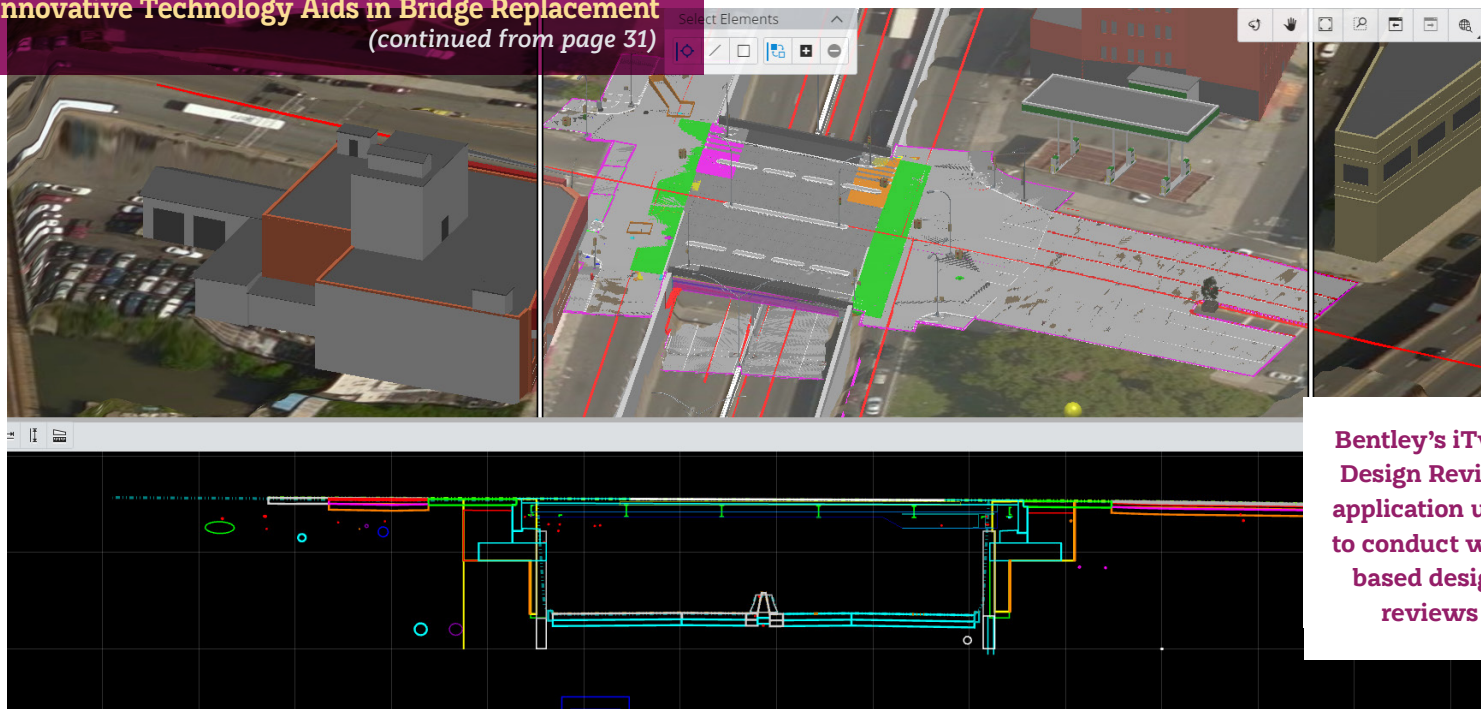 nnovative Technology Aids in Bridge Replacement
(continued from page 31)
Select Elements
Bentley's iTw
Design Revi
application u
to conduct w
based desig
reviews